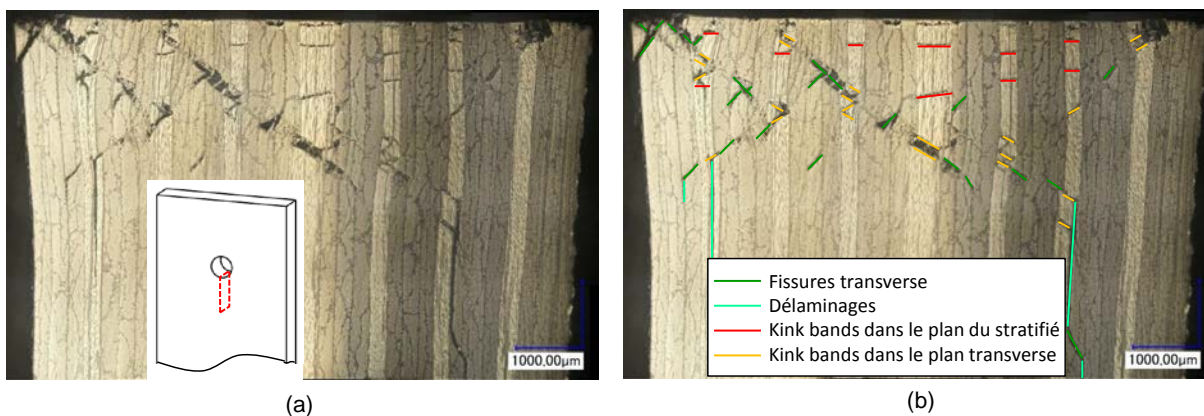 1000,00µm
(a)
Fissures transverse
Délaminages
Kink bands dans le plan du stratifié
Kink bands dans le plan transverse
1000,00µm
(b)